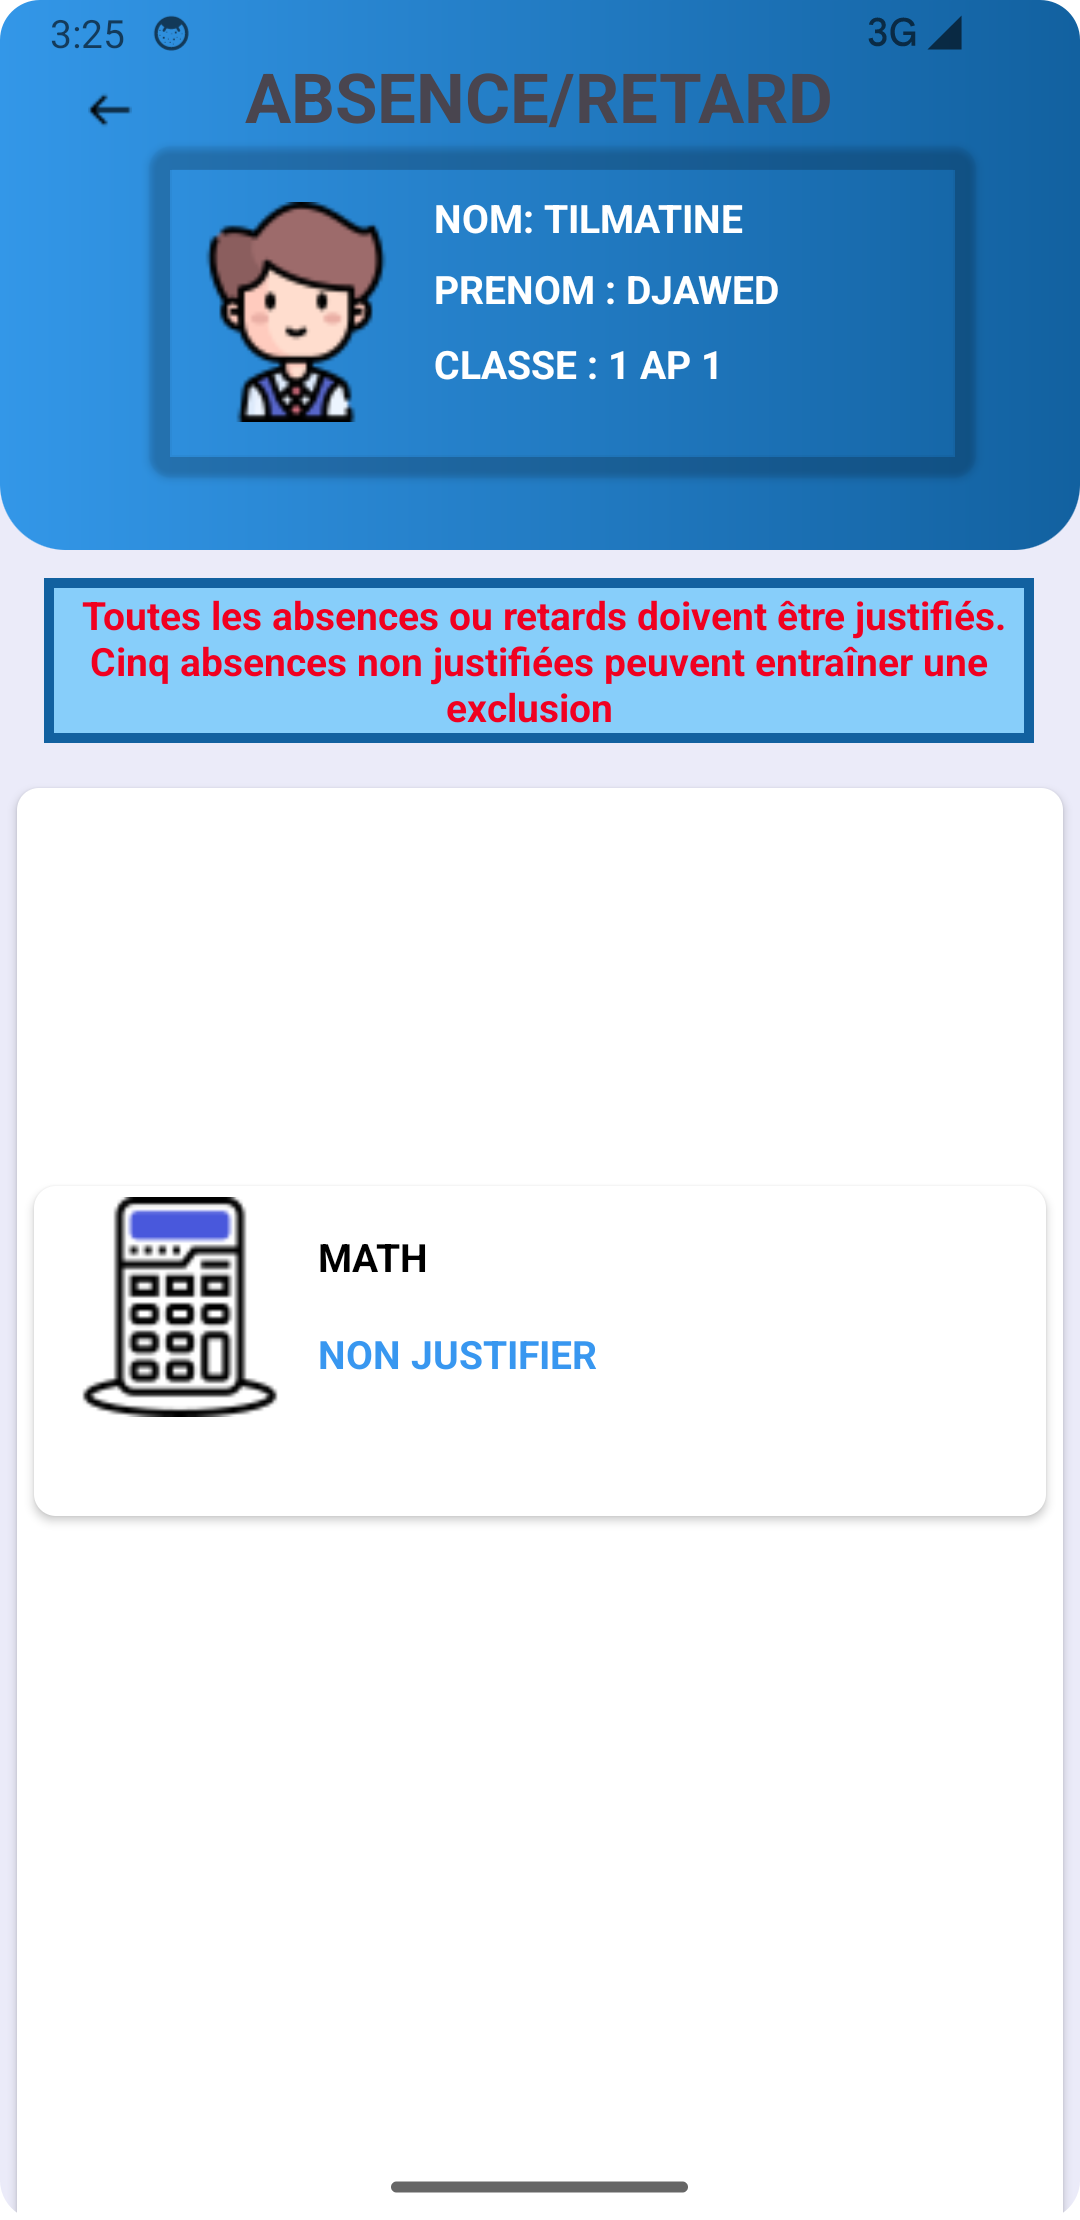 3:25
3G
ABSENCE/RETARD
NOM: TILMATINE
PRENOM : DJAWED
CLASSE : 1 AP 1
Toutes les absences ou retards doivent être justifiés.
Cinq absences non justifiées peuvent entraîner une
exclusion
MATH
NON JUSTIFIER